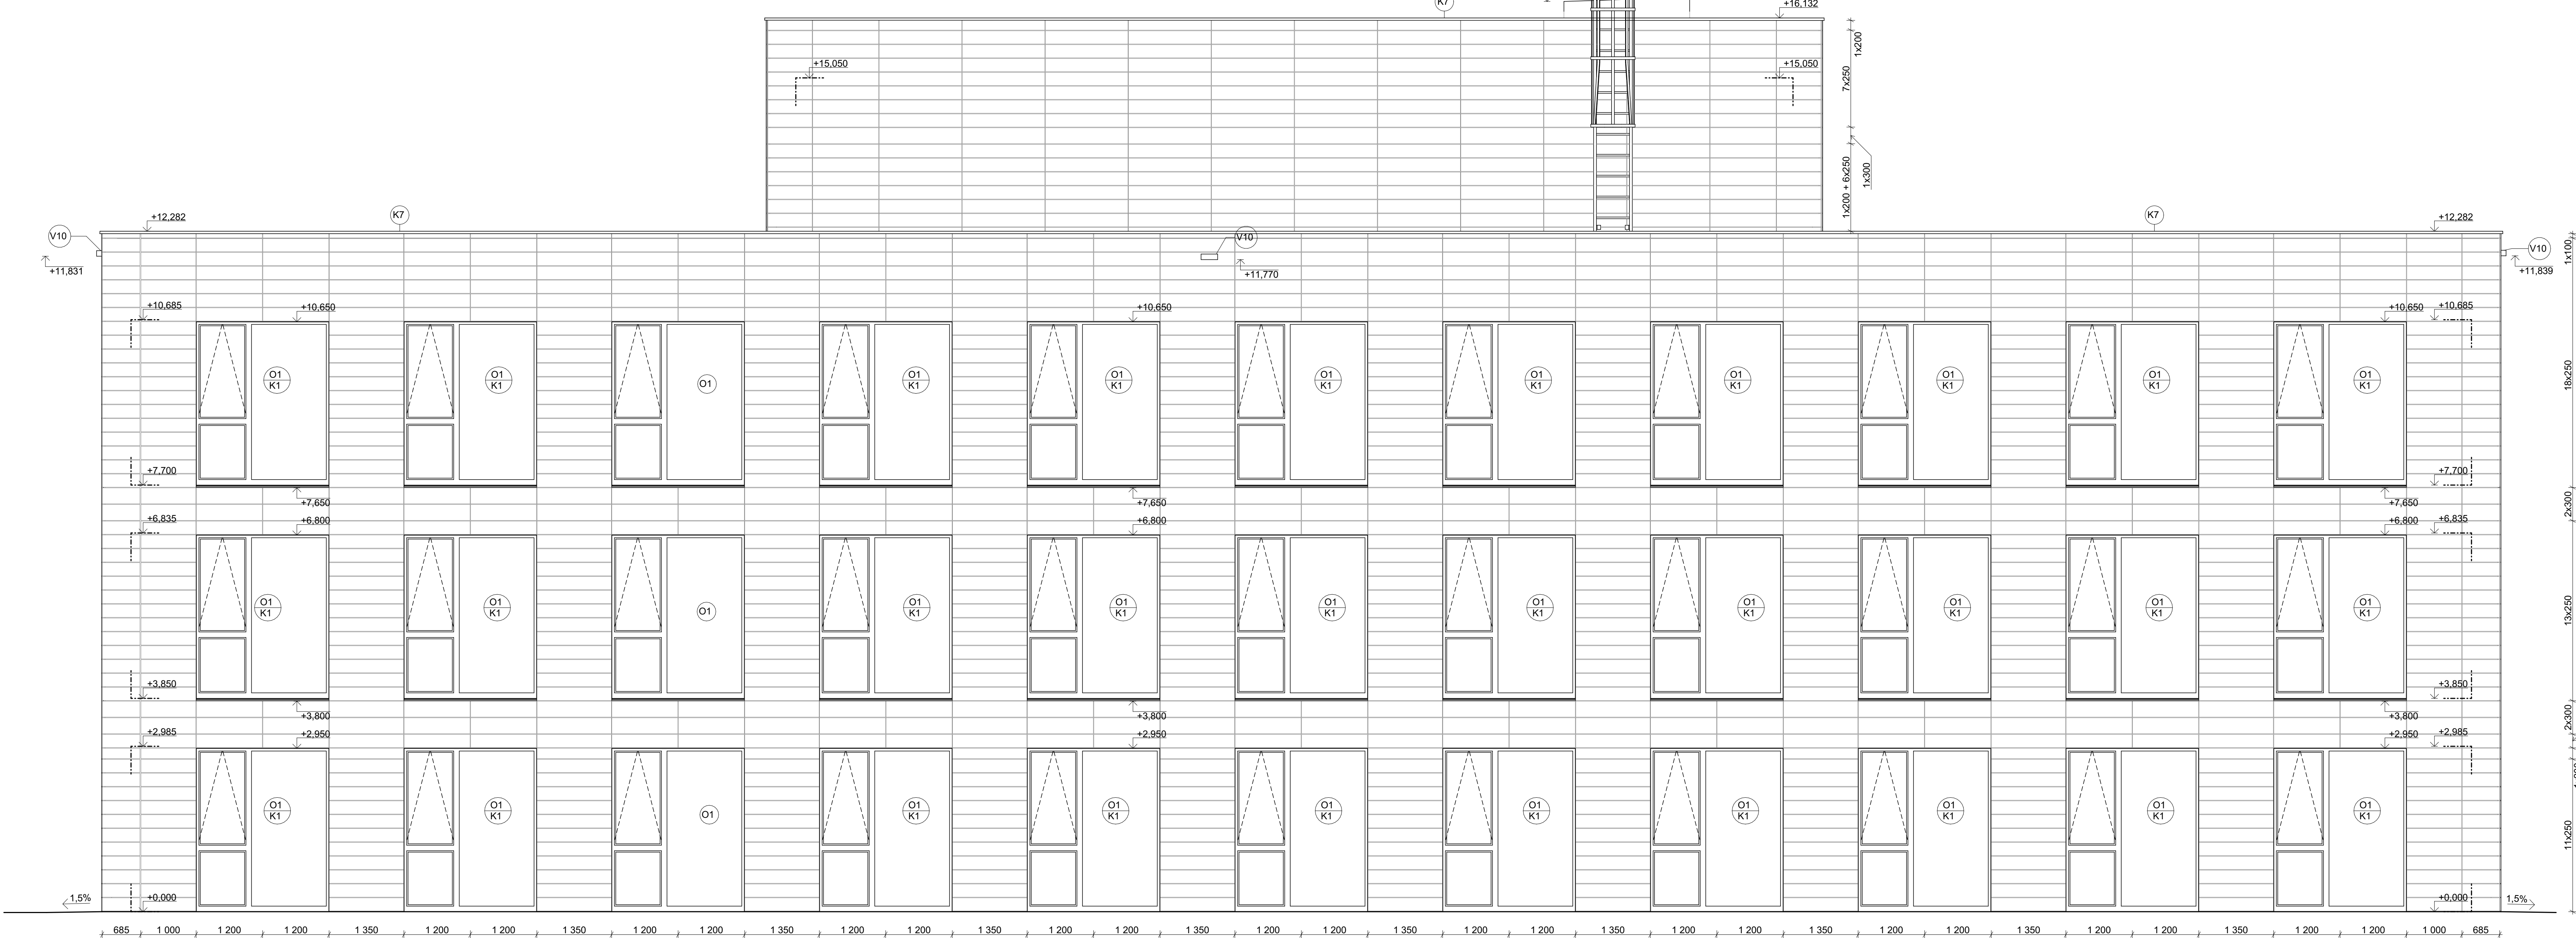 K7
+16,132
1x200
+15,050
+15,050
7x250
1x300
1x200 + 6x250
+12,282
K7
K7
+12,282
V10
V10
V10
1x100
+11,831
+11,770
+11,839
+10,685
+10,650
+10,650
+10,650
+10,685
18x250
O1
K1
O1
K1
O1
O1
K1
O1
K1
O1
K1
O1
K1
O1
K1
O1
K1
O1
K1
O1
K1
+7,700
+7,700
+7,650
+7,650
+7,650
2x300
+6,835
+6,800
+6,800
+6,800
+6,835
13x250
O1
K1
O1
K1
O1
O1
K1
O1
K1
O1
K1
O1
K1
O1
K1
O1
K1
O1
K1
O1
K1
+3,850
+3,850
+3,800
+3,800
+3,800
2x300
+2,985
+2,950
+2,950
+2,950
+2,985
O1
K1
O1
K1
O1
O1
K1
O1
K1
O1
K1
O1
K1
O1
K1
O1
K1
O1
K1
O1
K1
11x250
1,5%
+0,000
+0,000
1,5%
685 1 000 1 200 1 200 1 350 1 200 1 200 1 350 1 200 1 200 1 350 1 200 1 200 1 350 1 200 1 200 1 350 1 200 1 200 1 350 1 200 1 200 1 350 1 200 1 200 1 350 1 200 1 200 1 350 1 200 1 200 1 350 1 200 1 200 1 000 685